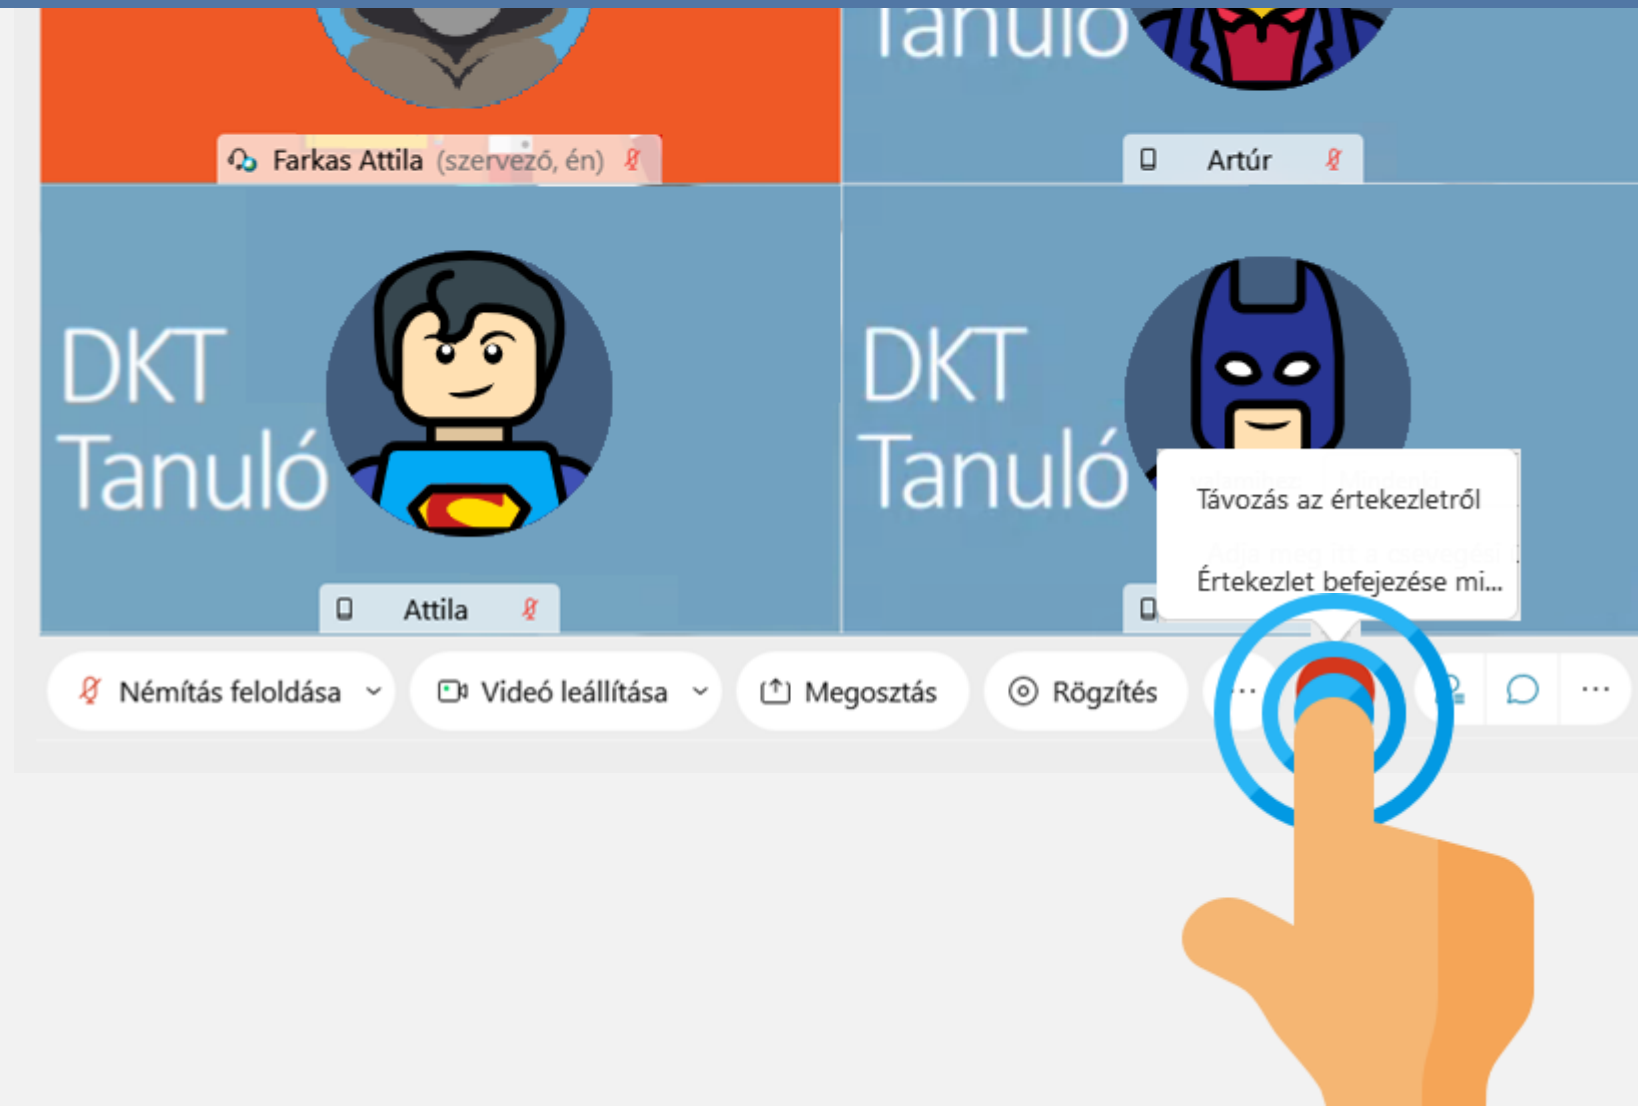 Tanuló
Farkas Attila (szervező, én)
Artúr
DKT
Tanuló
DKT
Tanuló
Távozás az értekezletről
Értekezlet befejezése mi...
Attila
Némítás feloldása
Videó leállítása
Megosztás
Rögzítés